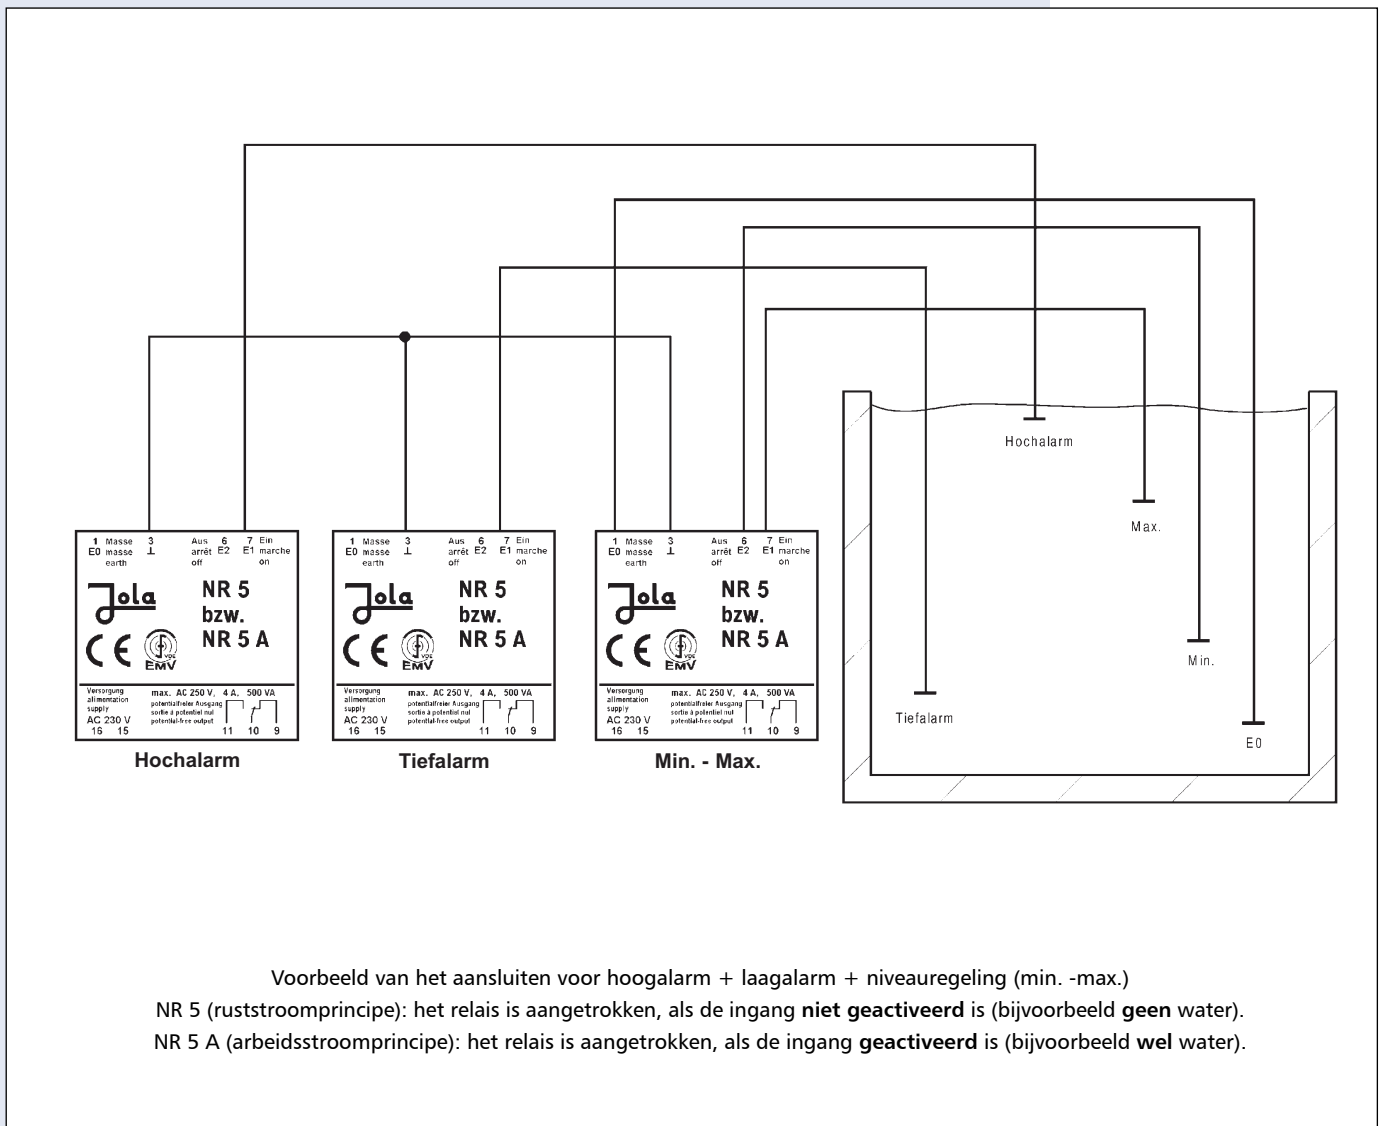 Hochalarm
Max.
Min.
Tiefalarm
E0
1 Masse 3 Aus 6 7 Ein
E0 masse ⊥ arrêt E2 E1 marche
earth off on
Jola
NR 5
bzw.
NR 5 A
CE
VDE
EMV
Versorgung
alimentation
supply
AC 230 V
16 15
max. AC 250 V, 4 A, 500 VA
potentialfreier Ausgang
sortie à potentiel nul
potential-free output
11 10 9
Hochalarm
1 Masse 3 Aus 6 7 Ein
E0 masse ⊥ arrêt E2 E1 marche
earth off on
Jola
NR 5
bzw.
NR 5 A
CE
VDE
EMV
Versorgung
alimentation
supply
AC 230 V
16 15
max. AC 250 V, 4 A, 500 VA
potentialfreier Ausgang
sortie à potentiel nul
potential-free output
11 10 9
Tiefalarm
1 Masse 3 Aus 6 7 Ein
E0 masse ⊥ arrêt E2 E1 marche
earth off on
Jola
NR 5
bzw.
NR 5 A
CE
VDE
EMV
Versorgung
alimentation
supply
AC 230 V
16 15
max. AC 250 V, 4 A, 500 VA
potentialfreier Ausgang
sortie à potentiel nul
potential-free output
11 10 9
Min. - Max.
Voorbeeld van het aansluiten voor hoogalarm + laagalarm + niveauregeling (min. -max.)
NR 5 (ruststroomprincipe): het relais is aangetrokken, als de ingang niet geactiveerd is (bijvoorbeeld geen water).
NR 5 A (arbeidsstroomprincipe): het relais is aangetrokken, als de ingang geactiveerd is (bijvoorbeeld wel water).